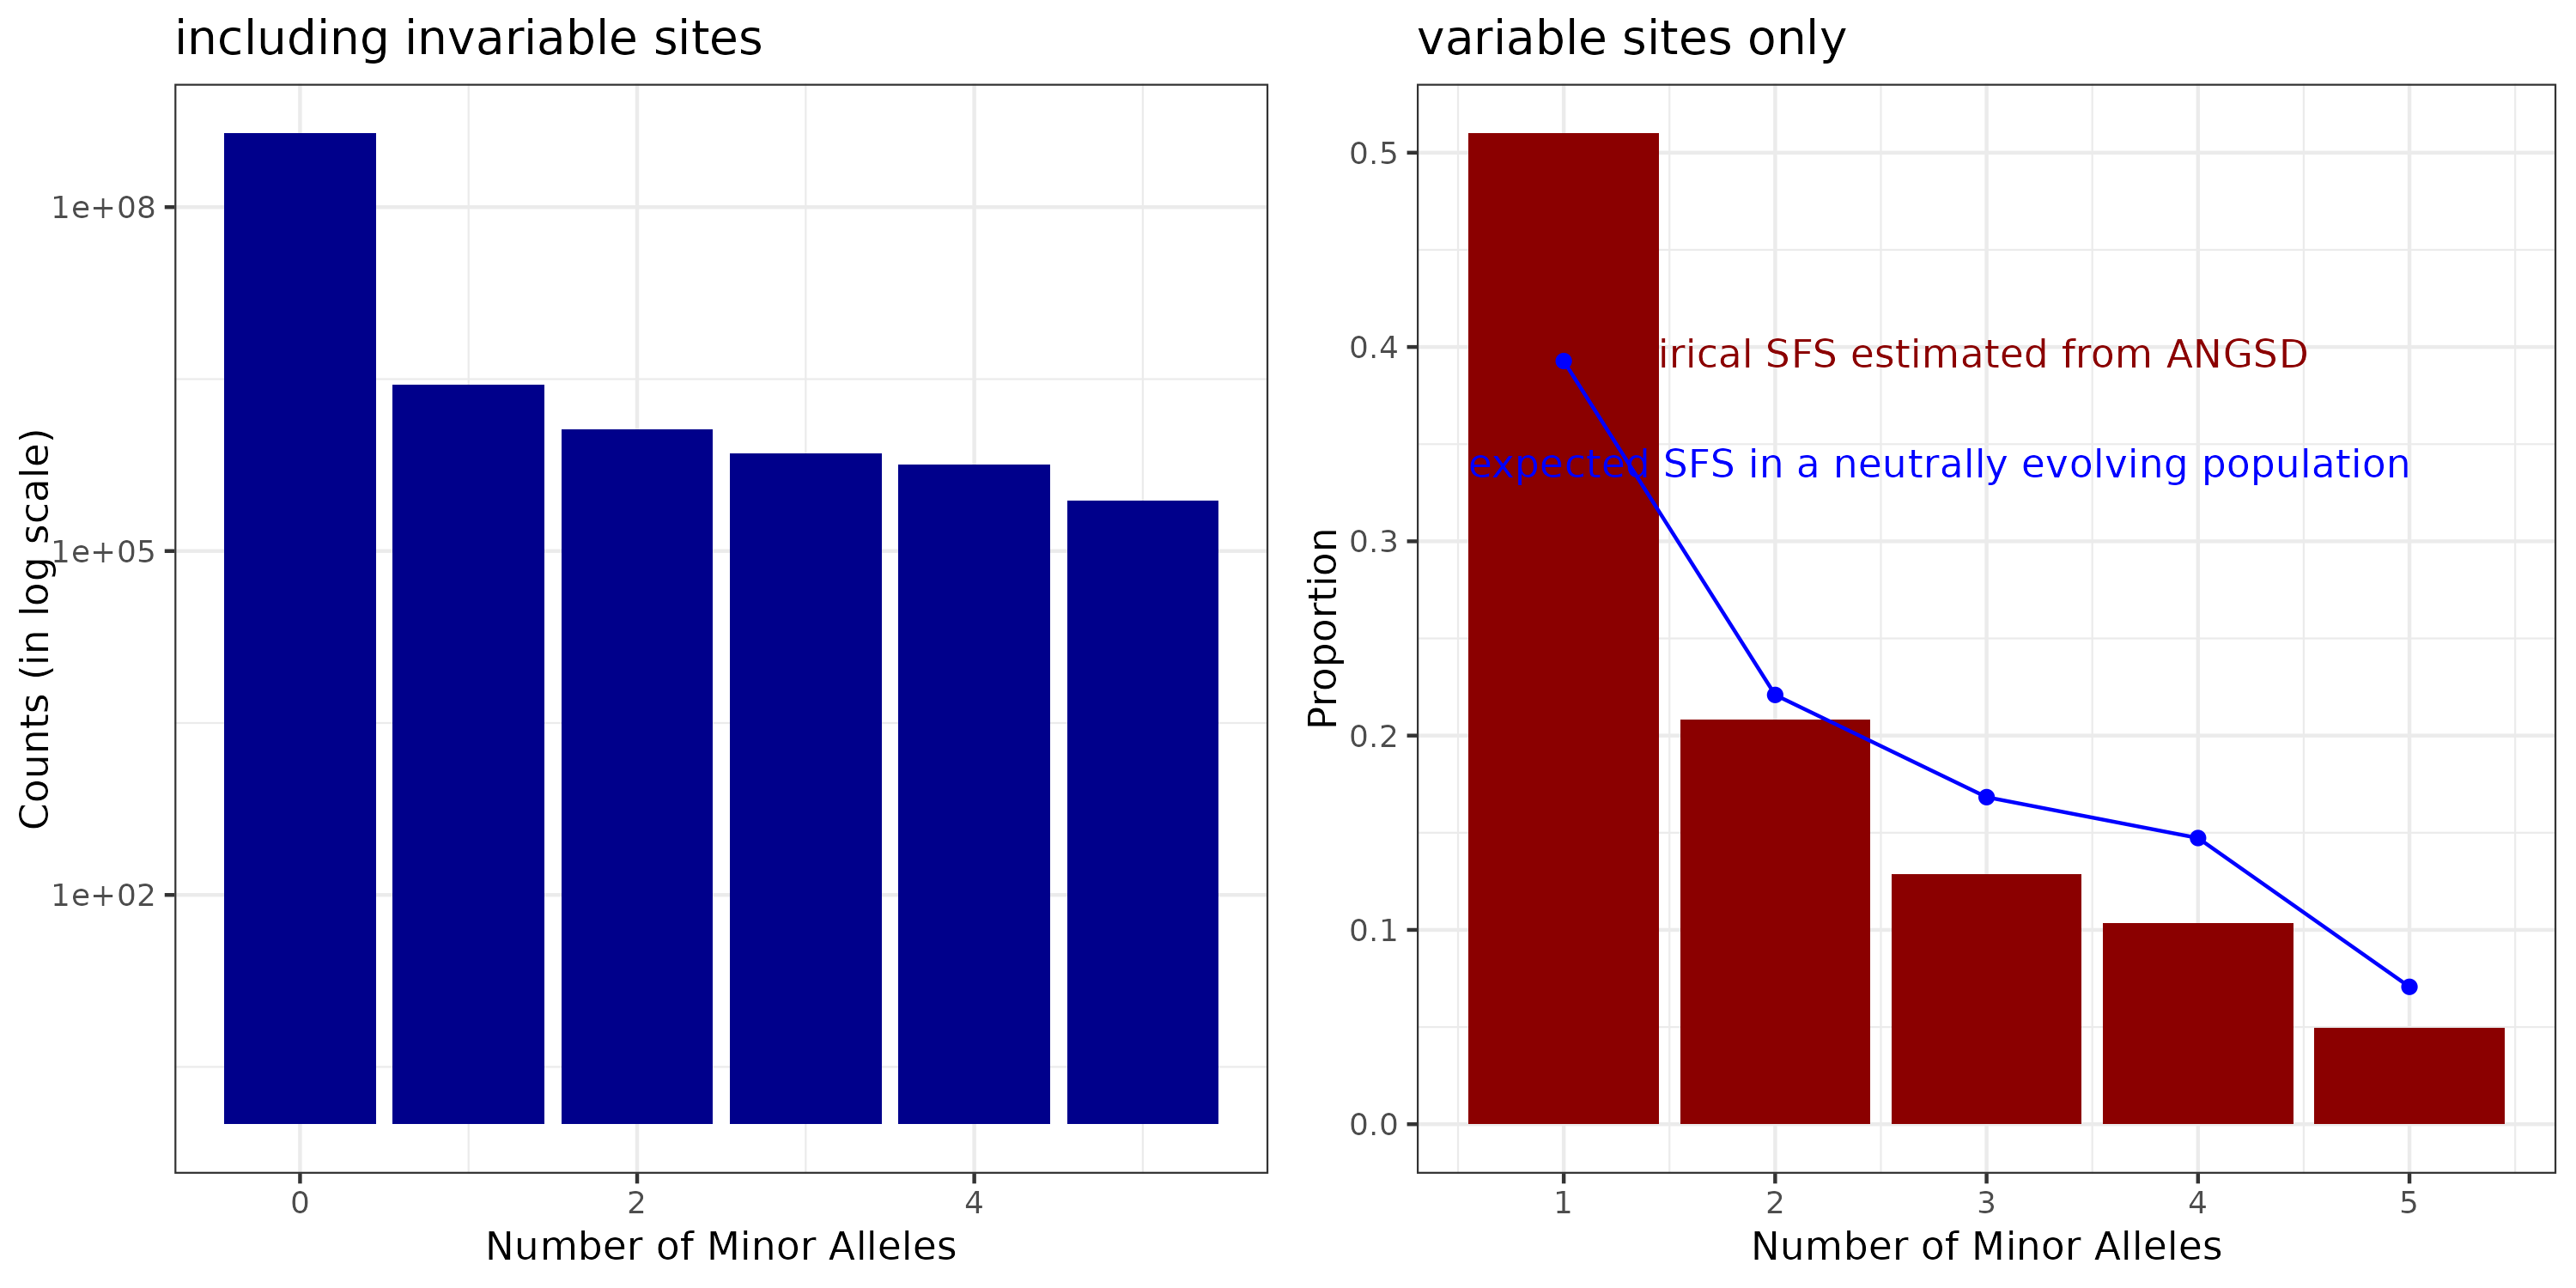 including invariable sites
Counts (in log scale)
1e+08
1e+05
1e+02
0 2 4
Number of Minor Alleles
variable sites only
Proportion
0.5
0.4
0.3
0.2
0.1
0.0
irical SFS estimated from ANGSD
expected SFS in a neutrally evolving population
1 2 3 4 5
Number of Minor Alleles